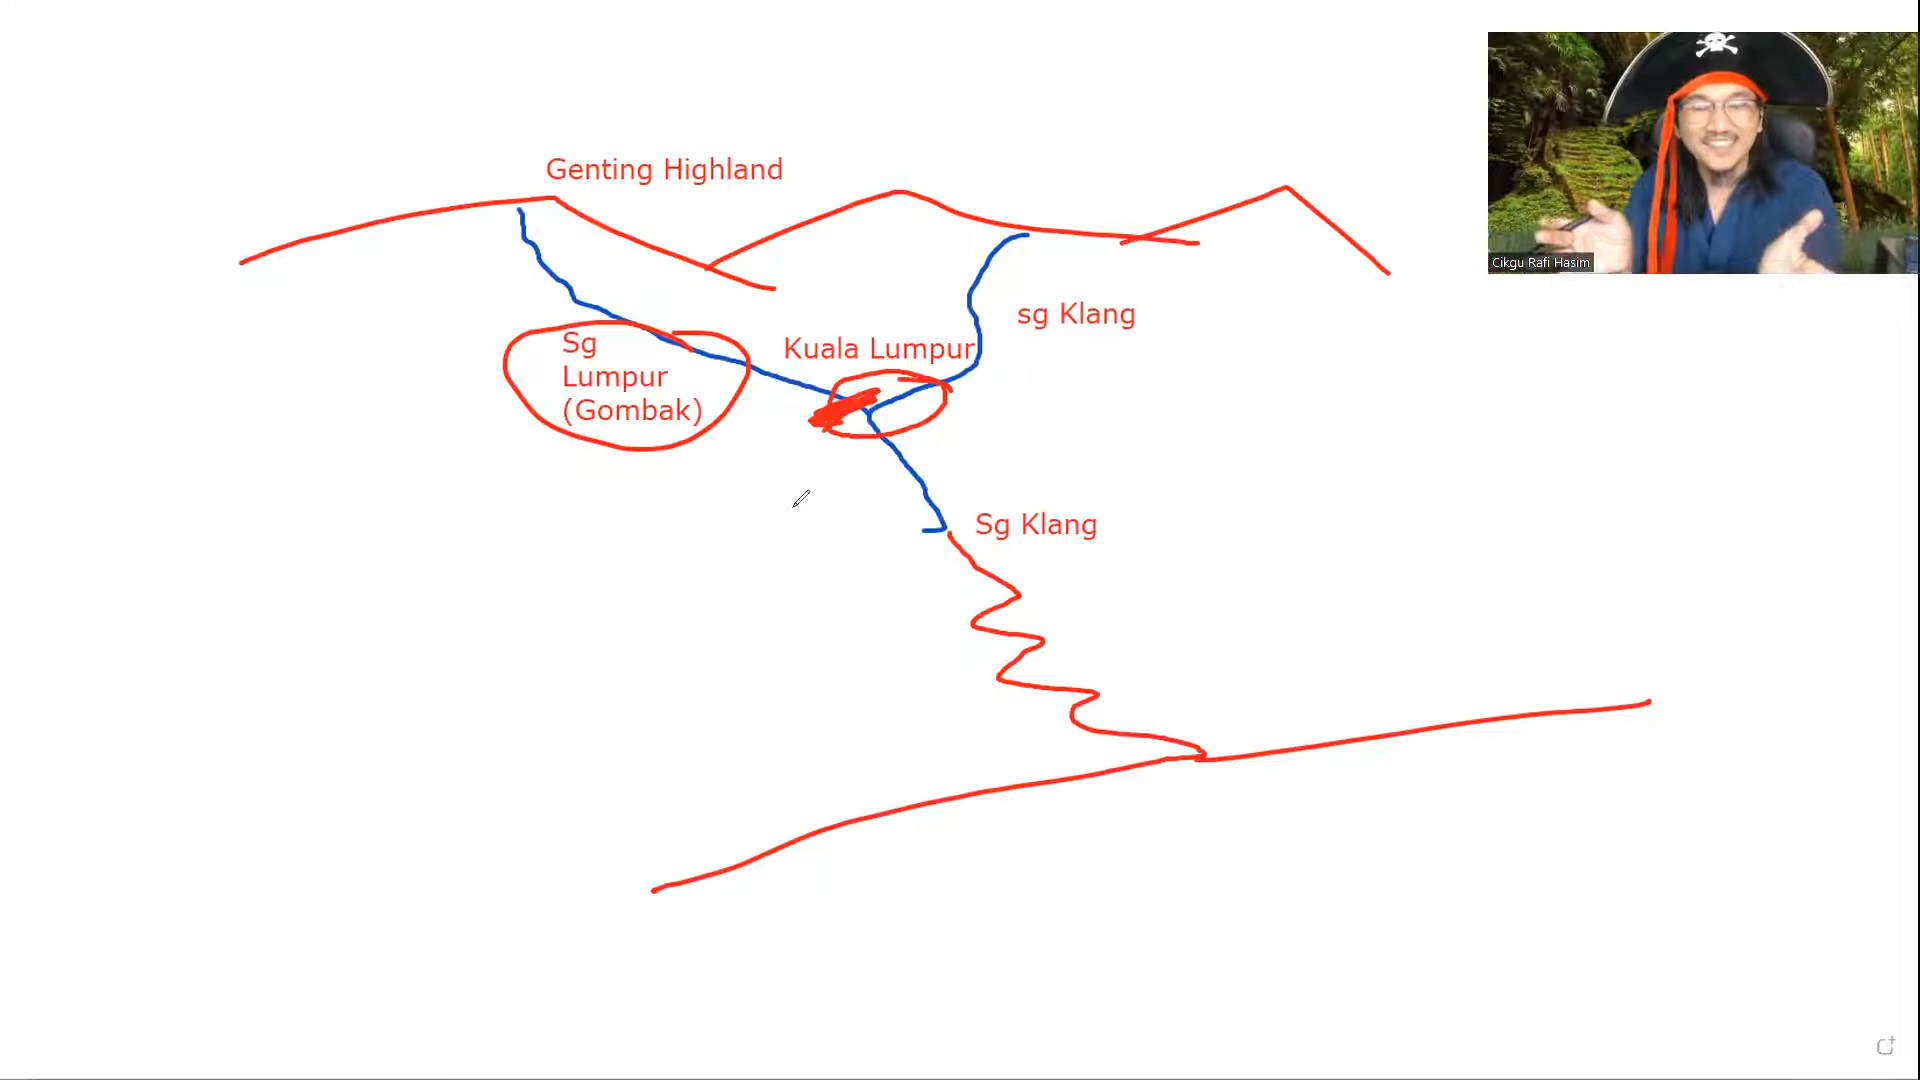 Genting Highland
sg Klang
Kuala Lumpur
Sg
Lumpur
(Gombak)
Sg Klang
Cikgu Rafi Hasim